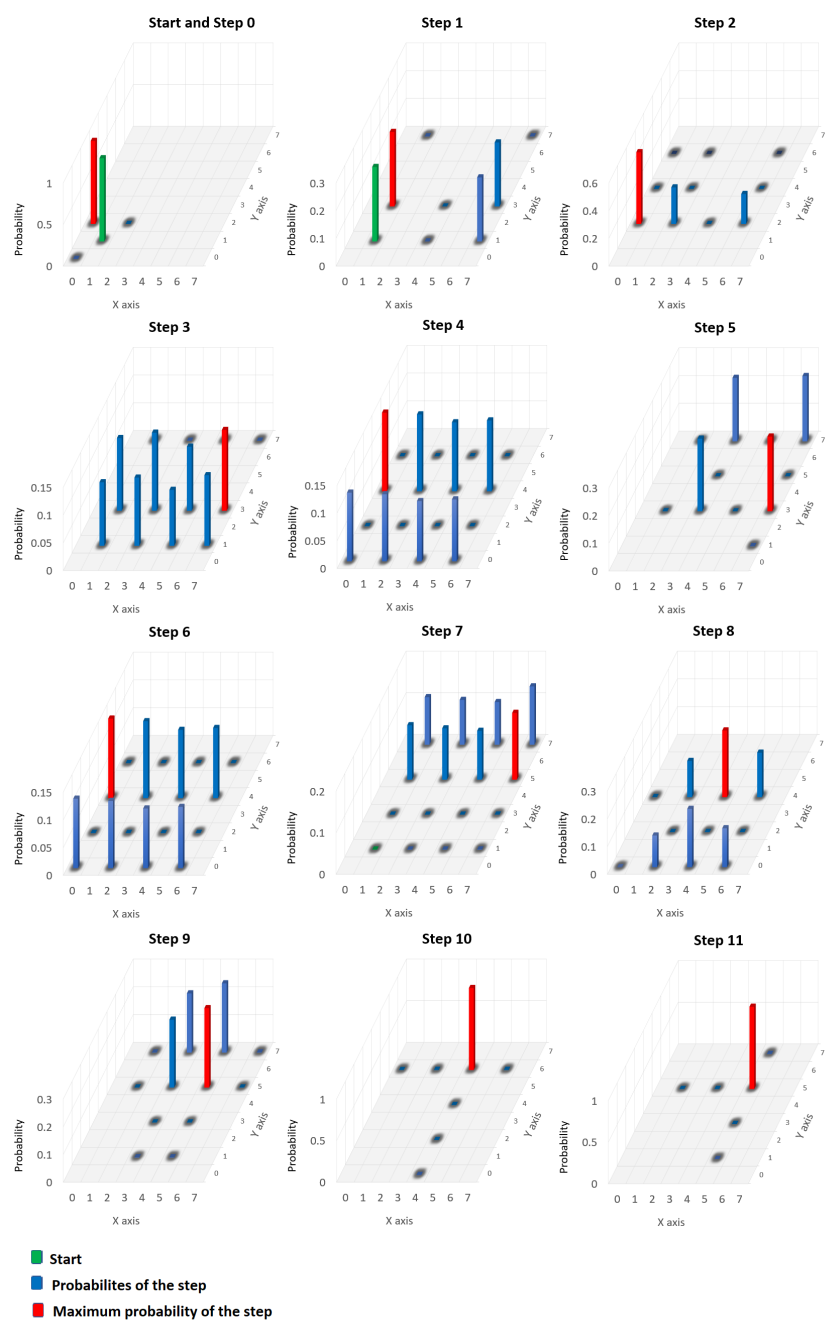 Start and Step 0
Step 1
Step 2
Probability
1
0.5
0
0 1 2 3 4 5 6 7
X axis
0 1 2 3 4 5 6 7
Y axis
Probability
0.3
0.2
0.1
0
0 1 2 3 4 5 6 7
X axis
0 1 2 3 4 5 6 7
Y axis
Probability
0.6
0.4
0.2
0
0 1 2 3 4 5 6 7
X axis
0 1 2 3 4 5 6 7
Y axis
Step 3
Step 4
Step 5
Probability
0.15
0.1
0.05
0
0 1 2 3 4 5 6 7
X axis
0 1 2 3 4 5 6 7
Y axis
Probability
0.15
0.1
0.05
0
0 1 2 3 4 5 6 7
X axis
0 1 2 3 4 5 6 7
Y axis
Probability
0.3
0.2
0.1
0
0 1 2 3 4 5 6 7
X axis
0 1 2 3 4 5 6 7
Y axis
Step 6
Step 7
Step 8
Probability
0.15
0.1
0.05
0
0 1 2 3 4 5 6 7
X axis
0 1 2 3 4 5 6 7
Y axis
Probability
0.2
0.1
0
0 1 2 3 4 5 6 7
X axis
0 1 2 3 4 5 6 7
Y axis
Probability
0.3
0.2
0.1
0
0 1 2 3 4 5 6 7
X axis
0 1 2 3 4 5 6 7
Y axis
Step 9
Step 10
Step 11
Probability
0.3
0.2
0.1
0
0 1 2 3 4 5 6 7
X axis
0 1 2 3 4 5 6 7
Y axis
Probability
1
0.5
0
0 1 2 3 4 5 6 7
X axis
0 1 2 3 4 5 6 7
Y axis
Probability
1
0.5
0
0 1 2 3 4 5 6 7
X axis
0 1 2 3 4 5 6 7
Y axis
Start
Probabilites of the step
Maximum probability of the step